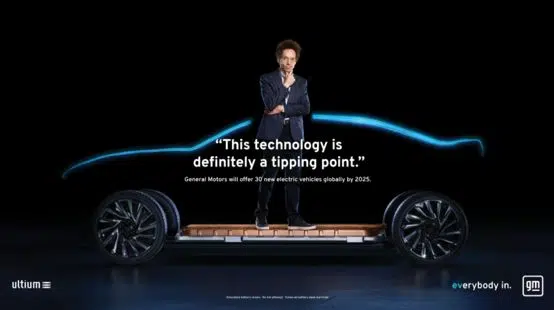 “This technology is
definitely a tipping point.”
General Motors will offer 30 new electric vehicles globally by 2025.
ultium
everybody in.
gm